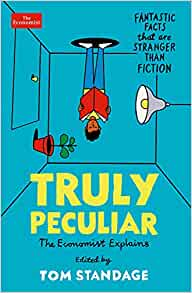 The
Economist
FANTASTIC
FACTS
that are
STRANGER
THAN
FICTION
TRULY
PECULIAR
The Economist Explains
Edited by
TOM STANDAGE